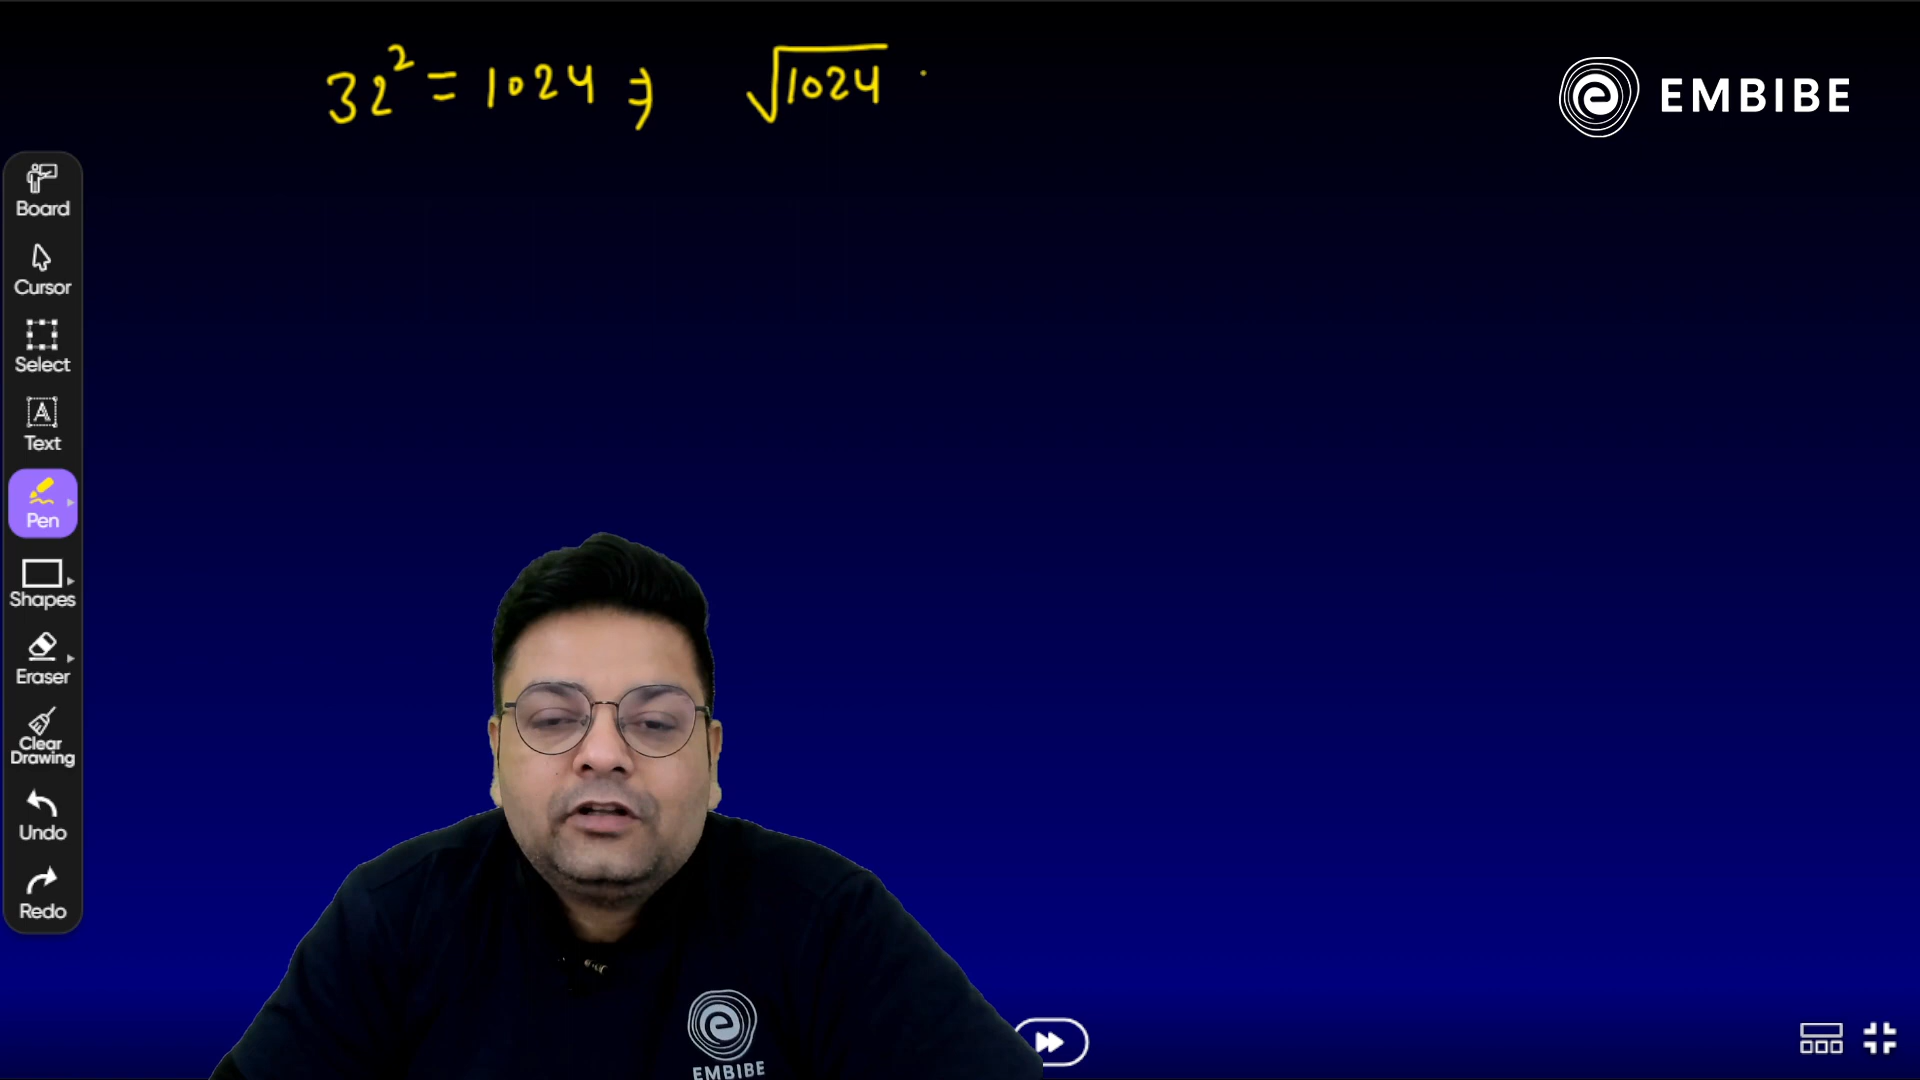 32² = 1024 ⇒ √1024
EMBIBE
Board
Cursor
Select
A
Text
Pen
Shapes
Eraser
Clear
Drawing
Undo
Redo
EMBIBE